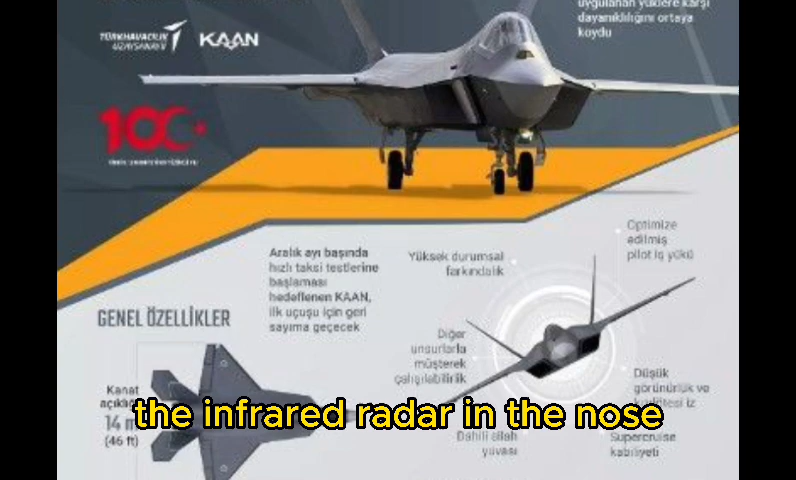 uygulanan yüklere karşı
dayanıklılığını ortaya
koydu
TÜRK HAVACILIK
UZAY SANAYİİ
KAAN
100
Optimize
edilmiş
pilot iş yükü
Aralık ayı başında
hızlı taksi testlerine
başlaması
hedeflenen KAAN,
ilk uçuşu için geri
sayıma geçecek
Yüksek durumsal
farkındalık
GENEL ÖZELLİKLER
Diğer
unsurlarla
müşterek
çalışılabilirlik
Düşük
görünürlük ve
iz
Kanat
açıklığı
14 m
(46 ft)
the infrared radar in the nose
Dahili silah
yuvası
Supercruise
kabiliyeti